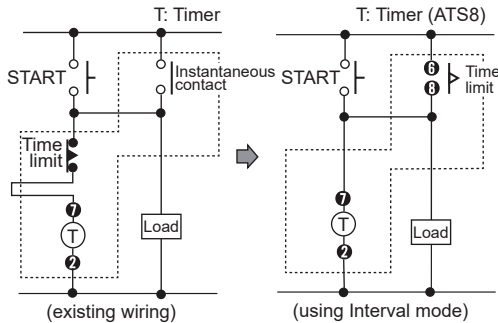 T: Timer
START
Instantaneous
contact
Time
limit
7
T
2
Load
(existing wiring)
T: Timer (ATS8)
START
6
8
Time
limit
7
T
2
Load
(using Interval mode)